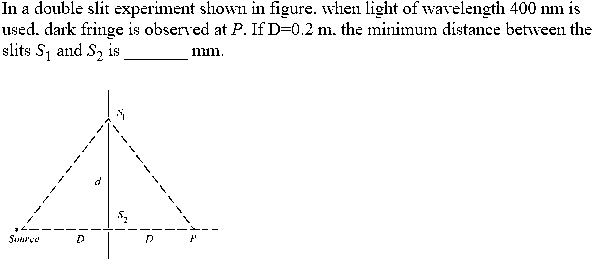 In a double slit experiment shown in figure. when light of wavelength 400 nm is
used. dark fringe is observed at P. If D=0.2 m. the minimum distance between the
slits S₁ and S₂ is ________ mm.
S₁
d
S₂
Source D D P